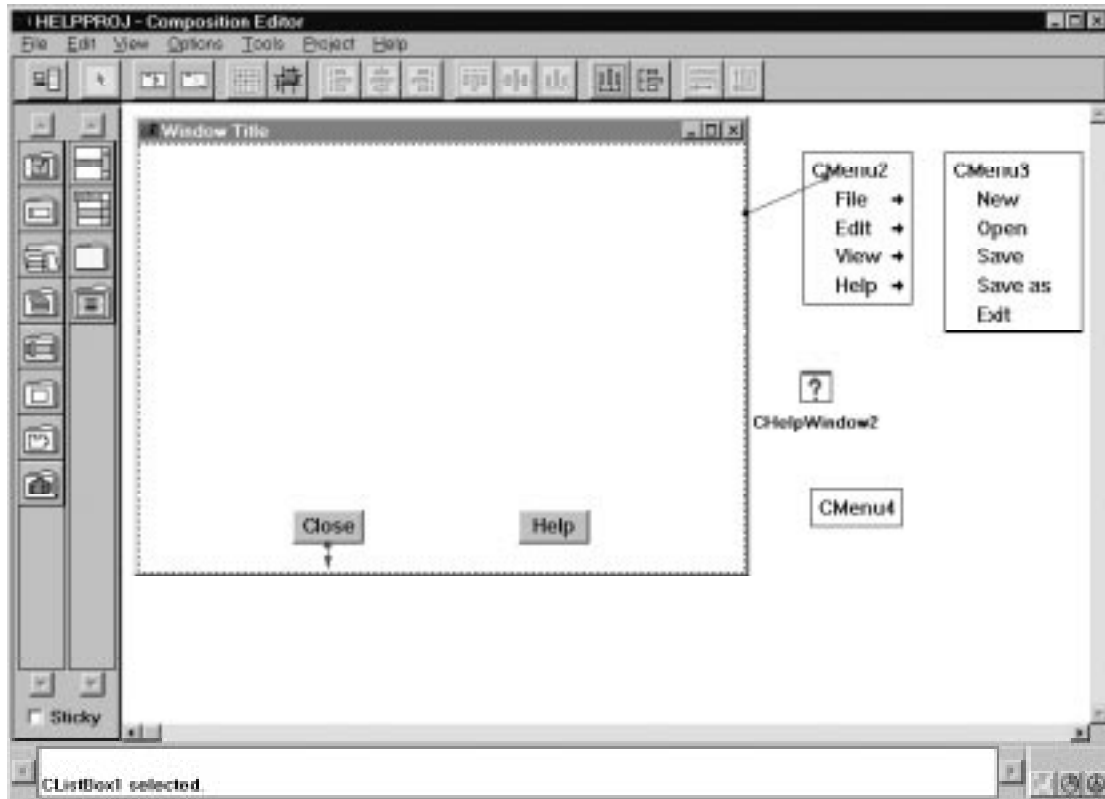 HELPPROJ - Composition Editor
File Edit View Options Tools Project Help
Window Title
CMenu2
File
Edit
View
Help
CMenu3
New
Open
Save
Save as
Exit
?
CHelpWindow2
CMenu4
Close
Help
Sticky
CListBox1 selected.